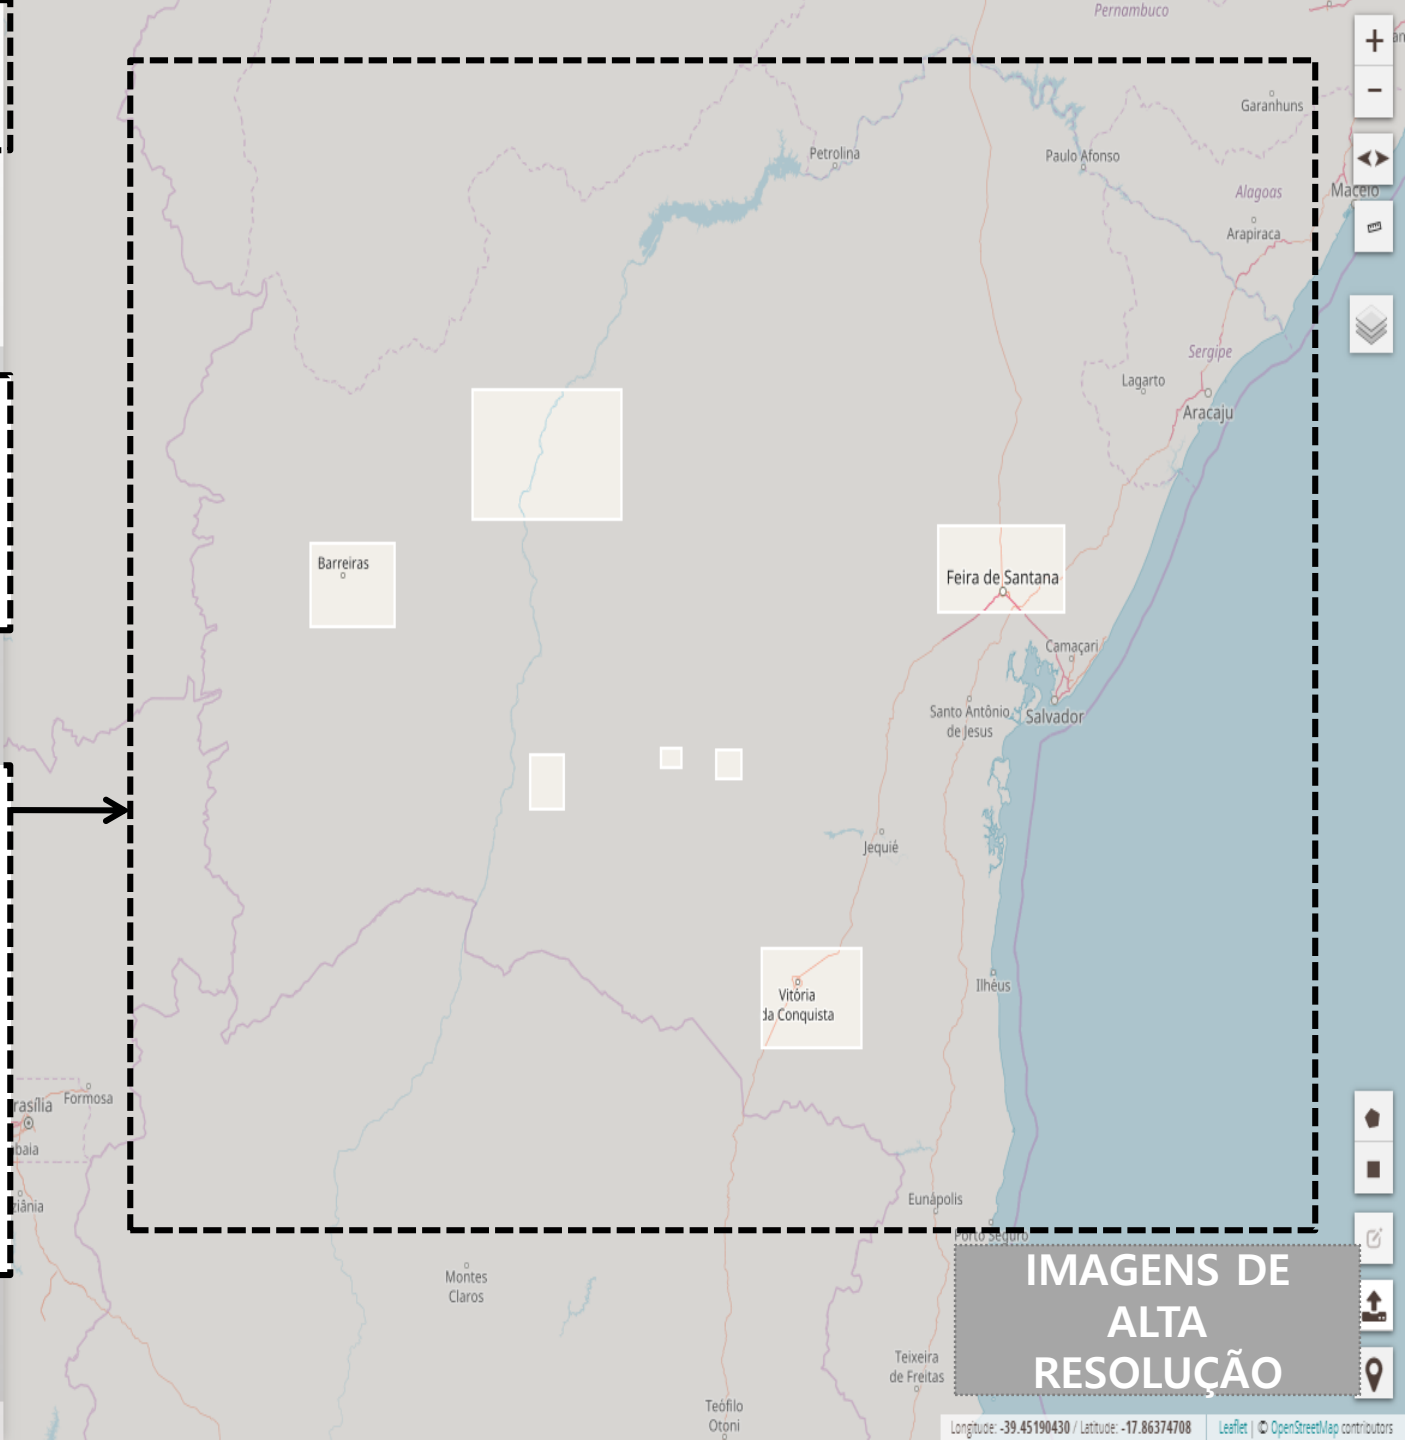 Pernambuco
Garanhuns
Petrolina
Paulo Afonso
Alagoas
Maceió
Arapiraca
Sergipe
Lagarto
Aracaju
Barreiras
Feira de Santana
Camaçari
Santo Antônio
de Jesus
Salvador
Jequié
Ilhéus
Vitória
da Conquista
Formosa
rasília
baia
ziânia
Eunápolis
Porto Seguro
IMAGENS DE
ALTA
RESOLUÇÃO
Montes
Claros
Teixeira
de Freitas
Teófilo
Otoni
Longitude: -39.45190430 / Latitude: -17.86374708
Leaflet | © OpenStreetMap contributors